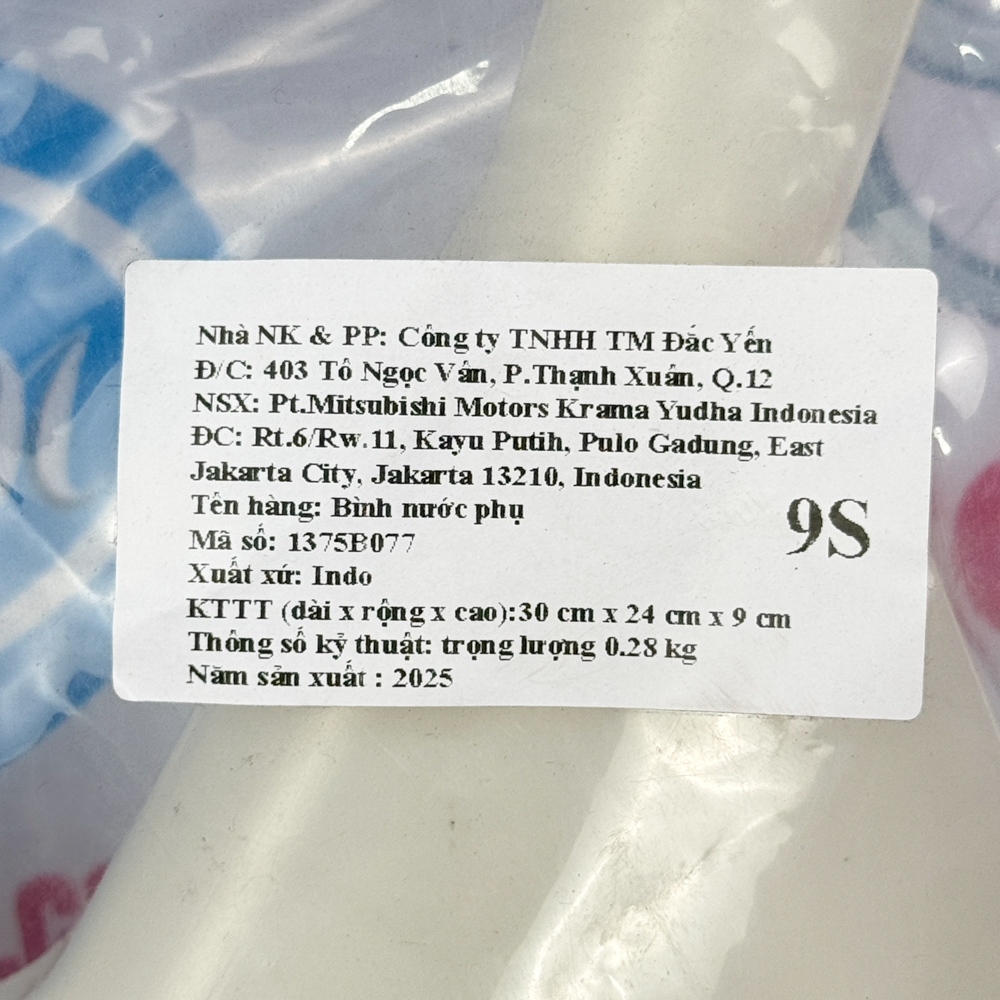 Nhà NK & PP: Công ty TNHH TM Đắc Yến
Đ/C: 403 Tô Ngọc Vân, P.Thạnh Xuân, Q.12
NSX: Pt.Mitsubishi Motors Krama Yudha Indonesia
ĐC: Rt.6/Rw.11, Kayu Putih, Pulo Gadung, East
Jakarta City, Jakarta 13210, Indonesia
Tên hàng: Bình nước phụ
Mã số: 1375B077
Xuất xứ: Indo
KTTT (dài x rộng x cao):30 cm x 24 cm x 9 cm
Thông số kỷ thuật: trọng lượng 0.28 kg
Năm sản xuất : 2025
9S